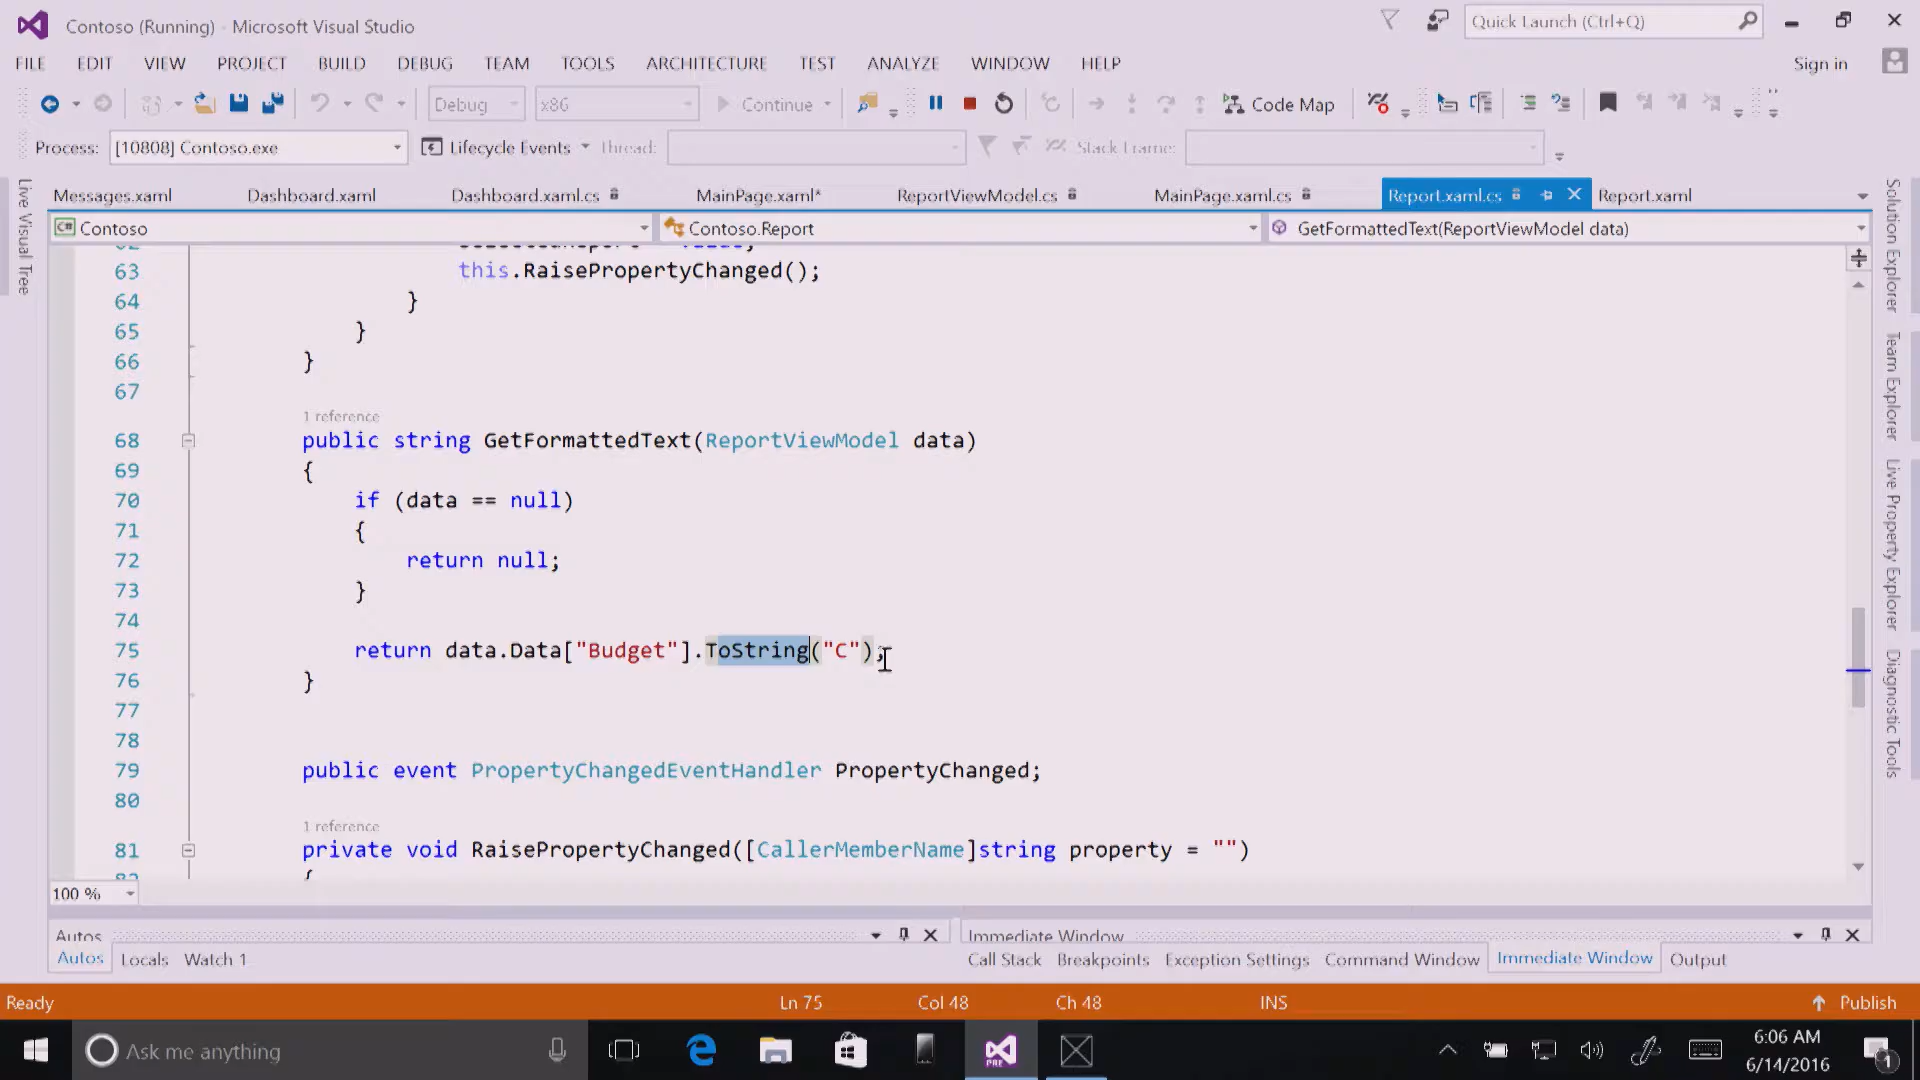 Contoso (Running) - Microsoft Visual Studio
Quick Launch (Ctrl+Q)
FILE EDIT VIEW PROJECT BUILD DEBUG TEAM TOOLS ARCHITECTURE TEST ANALYZE WINDOW HELP
Sign in
Debug x86 Continue Code Map
Process: [10808] Contoso.exe Lifecycle Events Thread: Stack Frame:
Messages.xaml Dashboard.xaml Dashboard.xaml.cs MainPage.xaml* ReportViewModel.cs MainPage.xaml.cs Report.xaml.cs Report.xaml
Contoso Contoso.Report GetFormattedText(ReportViewModel data)
Live Visual Tree
63 this.RaisePropertyChanged();
64 }
65 }
66 }
67
1 reference
68 public string GetFormattedText(ReportViewModel data)
69 {
70 if (data == null)
71 {
72 return null;
73 }
74
75 return data.Data["Budget"].ToString("C");
76 }
77
78
79 public event PropertyChangedEventHandler PropertyChanged;
80
1 reference
81 private void RaisePropertyChanged([CallerMemberName]string property = "")
82 {
100 %
Solution Explorer
Team Explorer
Live Property Explorer
Diagnostic Tools
Autos
Immediate Window
Autos Locals Watch 1
Call Stack Breakpoints Exception Settings Command Window Immediate Window Output
Ready Ln 75 Col 48 Ch 48 INS Publish
Ask me anything
PRE
6:06 AM
6/14/2016
1